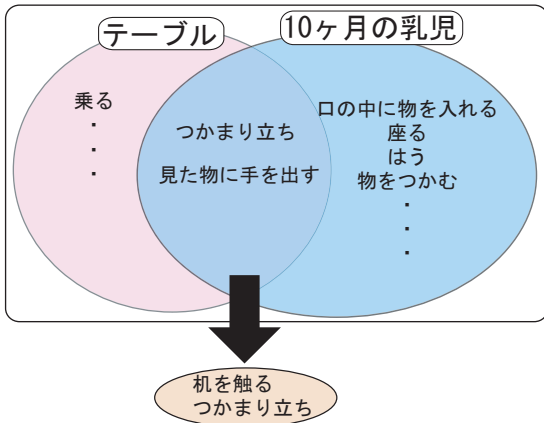 テーブル
10ヶ月の乳児
乗る
・
・
・
つかまり立ち
見た物に手を出す
口の中に物を入れる
座る
はう
物をつかむ
・
・
・
机を触る
つかまり立ち